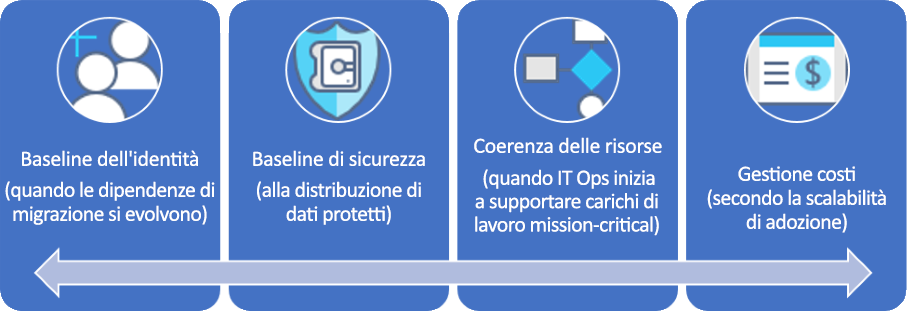 Baseline dell'identità
(quando le dipendenze di
migrazione si evolvono)
Baseline di sicurezza
(alla distribuzione di
dati protetti)
Coerenza delle risorse
(quando IT Ops inizia
a supportare carichi di
lavoro mission-critical)
$
Gestione costi
(secondo la scalabilità
di adozione)